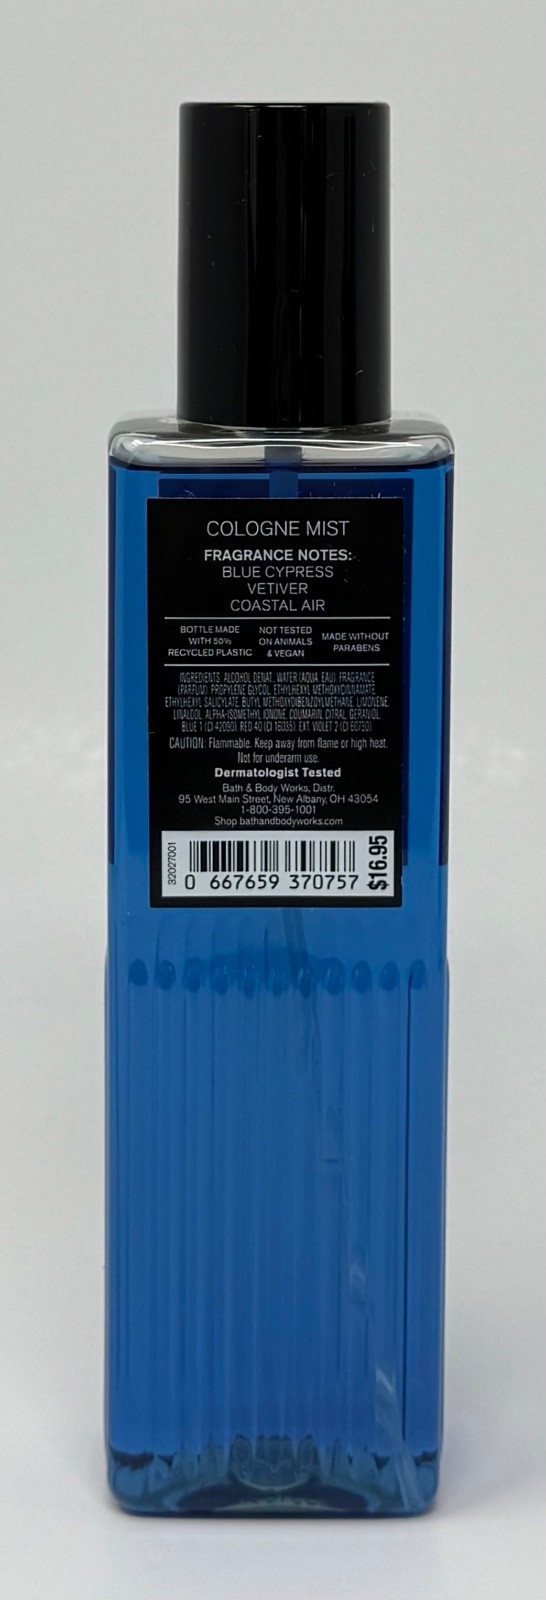 COLOGNE MIST
FRAGRANCE NOTES:
BLUE CYPRESS
VETIVER
COASTAL AIR
BOTTLE MADE
WITH 50%
RECYCLED PLASTIC
NOT TESTED
ON ANIMALS
& VEGAN
MADE WITHOUT
PARABENS
INGREDIENTS: ALCOHOL DENAT., WATER (AQUA, EAU), FRAGRANCE
(PARFUM), PROPYLENE GLYCOL, ETHYLHEXYL METHOXYCINNAMATE,
ETHYLHEXYL SALICYLATE, BUTYL METHOXYDIBENZOYLMETHANE, LIMONENE,
LINALOOL, ALPHA-ISOMETHYL IONONE, COUMARIN, CITRAL, GERANIOL,
BLUE 1 (CI 42090), RED 40 (CI 16035), EXT. VIOLET 2 (CI 60730).
CAUTION: Flammable. Keep away from flame or high heat.
Not for underarm use.
Dermatologist Tested
Bath & Body Works, Distr.
95 West Main Street, New Albany, OH 43054
1-800-395-1001
Shop bathandbodyworks.com
32027001
0 667659 370757
$16.95